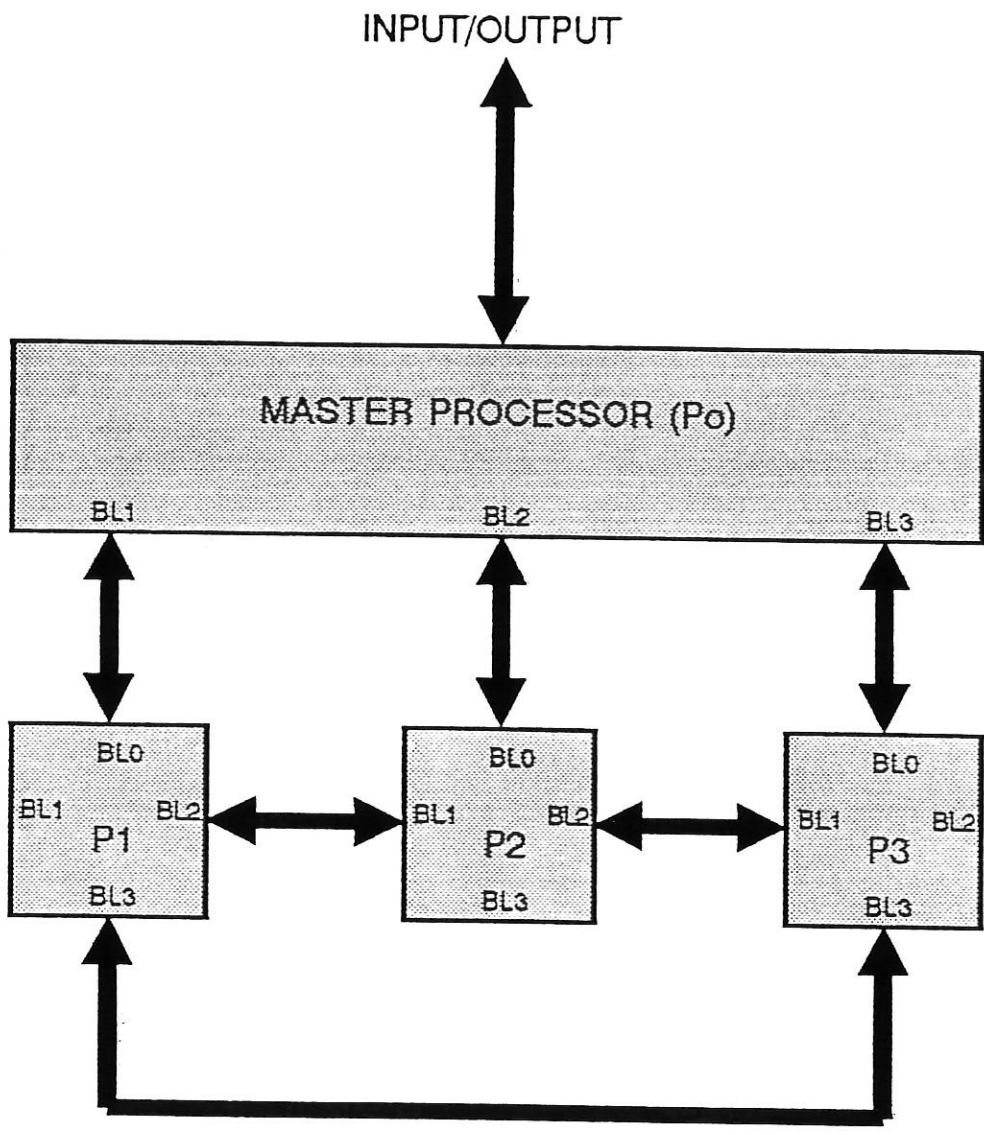 INPUT/OUTPUT
MASTER PROCESSOR (Po)
BL1 BL2 BL3
BL0 BL0 BL0
BL1 BL2 BL1 BL2 BL1 BL2
P1 P2 P3
BL3 BL3 BL3